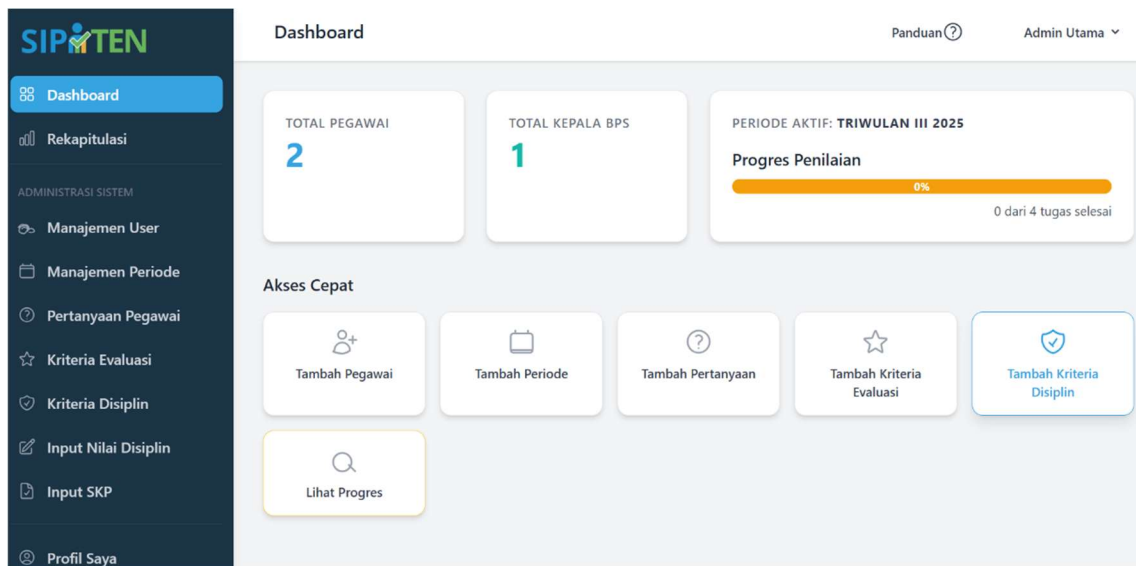 SIPiTEN
Dashboard
Rekapitulasi
ADMINISTRASI SISTEM
Manajemen User
Manajemen Periode
Pertanyaan Pegawai
Kriteria Evaluasi
Kriteria Disiplin
Input Nilai Disiplin
Input SKP
Profil Saya
Dashboard
Panduan ?
Admin Utama
TOTAL PEGAWAI
2
TOTAL KEPALA BPS
1
PERIODE AKTIF: TRIWULAN III 2025
Progres Penilaian
0%
0 dari 4 tugas selesai
Akses Cepat
Tambah Pegawai
Tambah Periode
Tambah Pertanyaan
Tambah Kriteria
Evaluasi
Tambah Kriteria
Disiplin
Lihat Progres